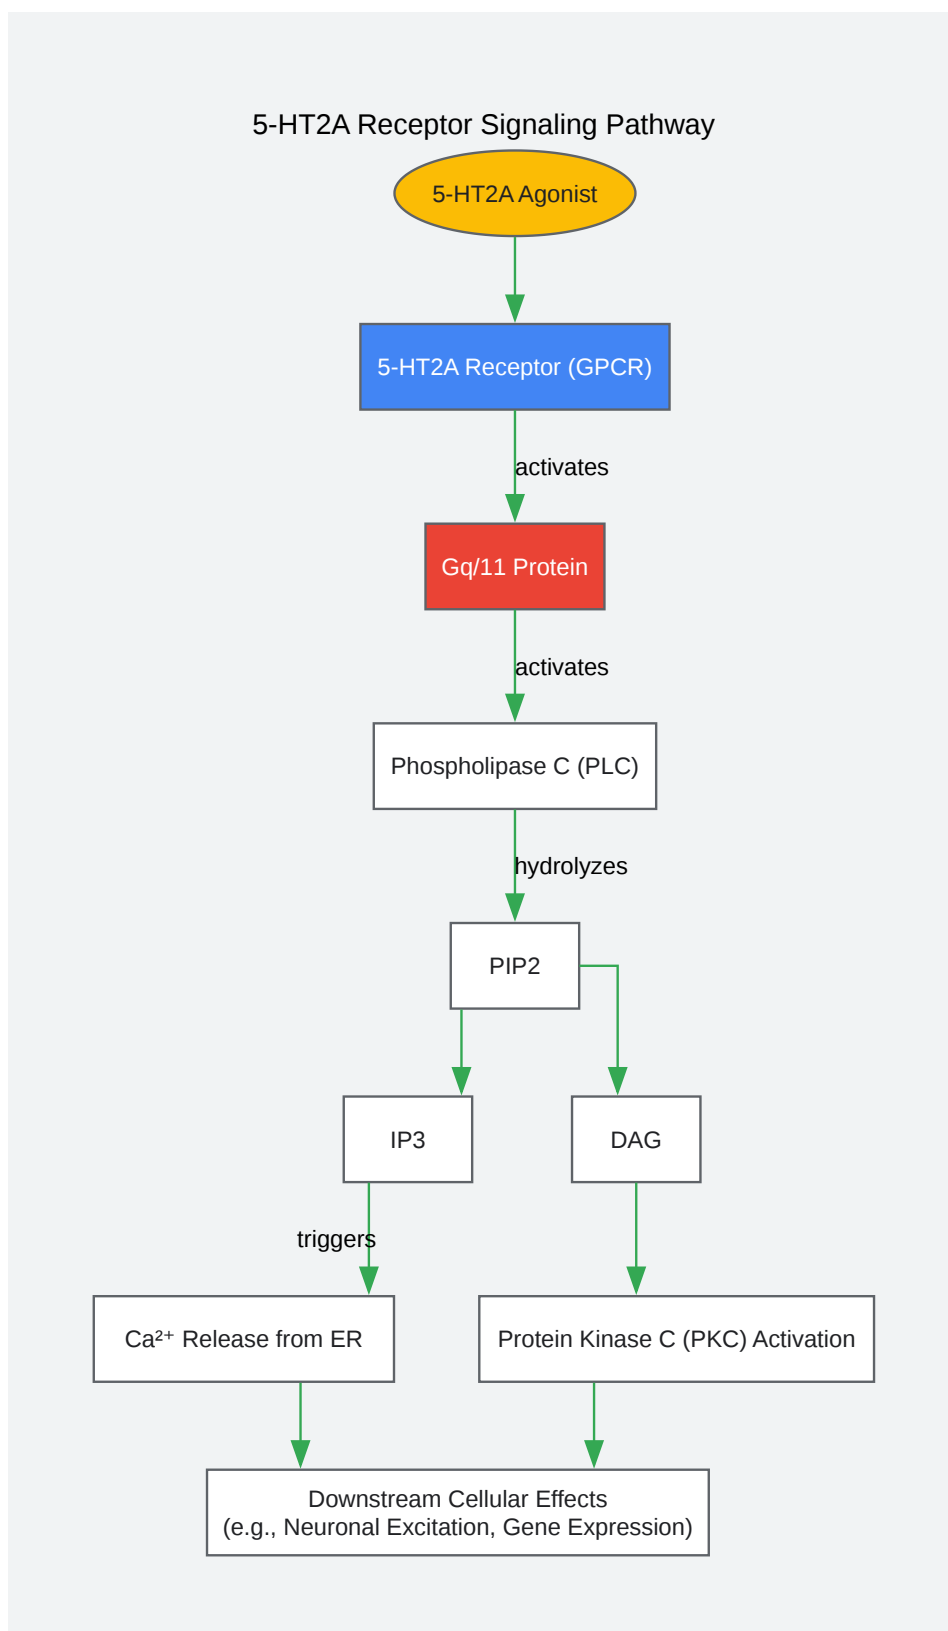 5-HT2A Receptor Signaling Pathway
5-HT2A Agonist
5-HT2A Receptor (GPCR)
activates
Gq/11 Protein
activates
Phospholipase C (PLC)
hydrolyzes
PIP2
IP3
DAG
triggers
Ca²⁺ Release from ER
Protein Kinase C (PKC) Activation
Downstream Cellular Effects
(e.g., Neuronal Excitation, Gene Expression)